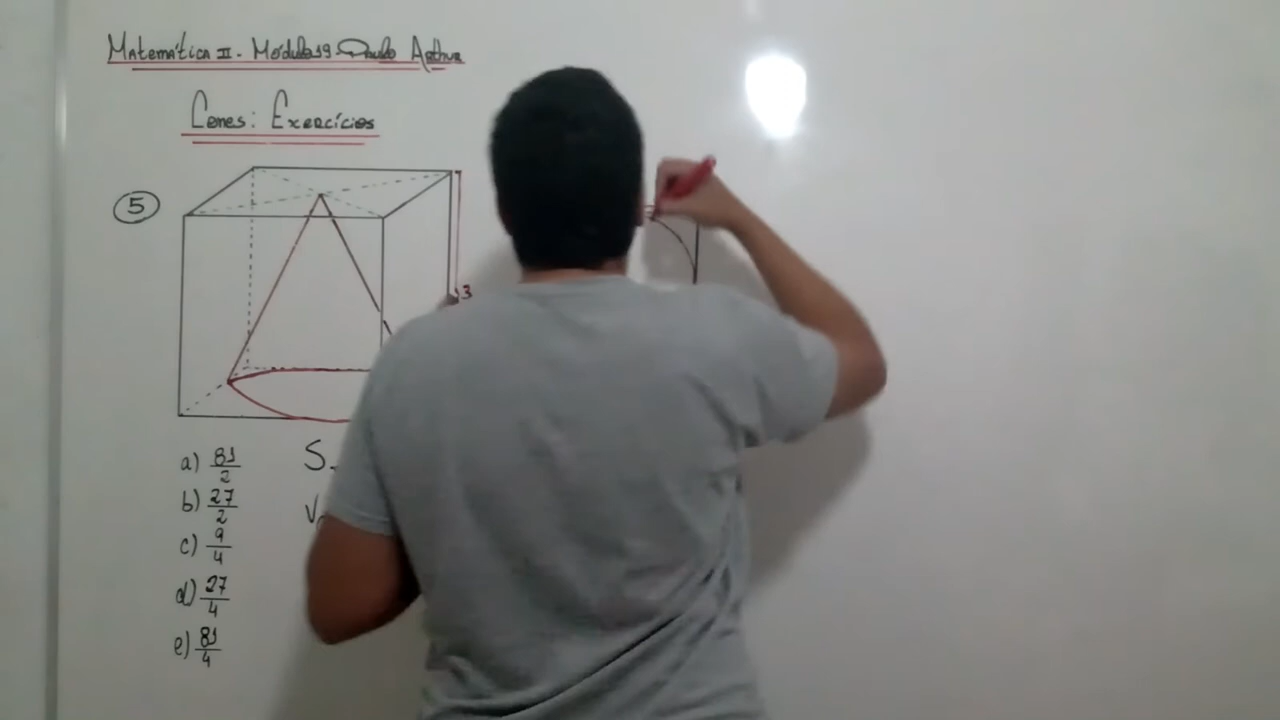 Matemática II - Módulo 19 - Paulo Arthur
Cones: Exercícios
5
3
a) 81/2
b) 27/2
c) 9/4
d) 27/4
e) 81/4
S
V